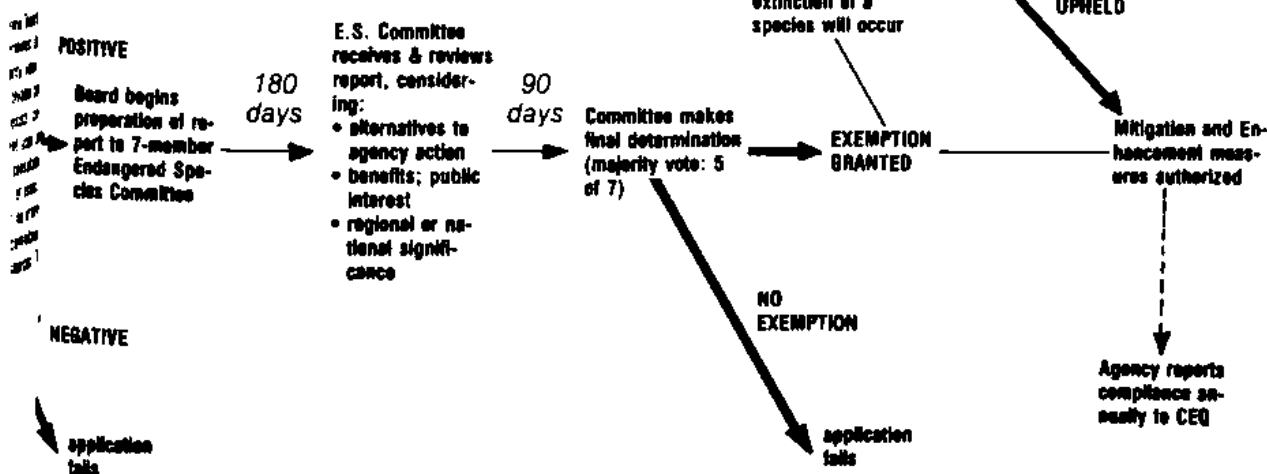 extinction of a
species will occur
UPHELD
POSITIVE
Board begins
preparation of re-
port to 7-member
Endangered Spe-
cies Committee
180
days
E.S. Committee
receives & reviews
report, consider-
ing:
• alternatives to
agency action
• benefits; public
interest
• regional or na-
tional signifi-
cance
90
days
Committee makes
final determination
(majority vote: 5
of 7)
EXEMPTION
GRANTED
Mitigation and En-
hancement meas-
ures authorized
NO
EXEMPTION
Agency reports
compliance an-
nually to CEQ
application
fails
NEGATIVE
application
fails